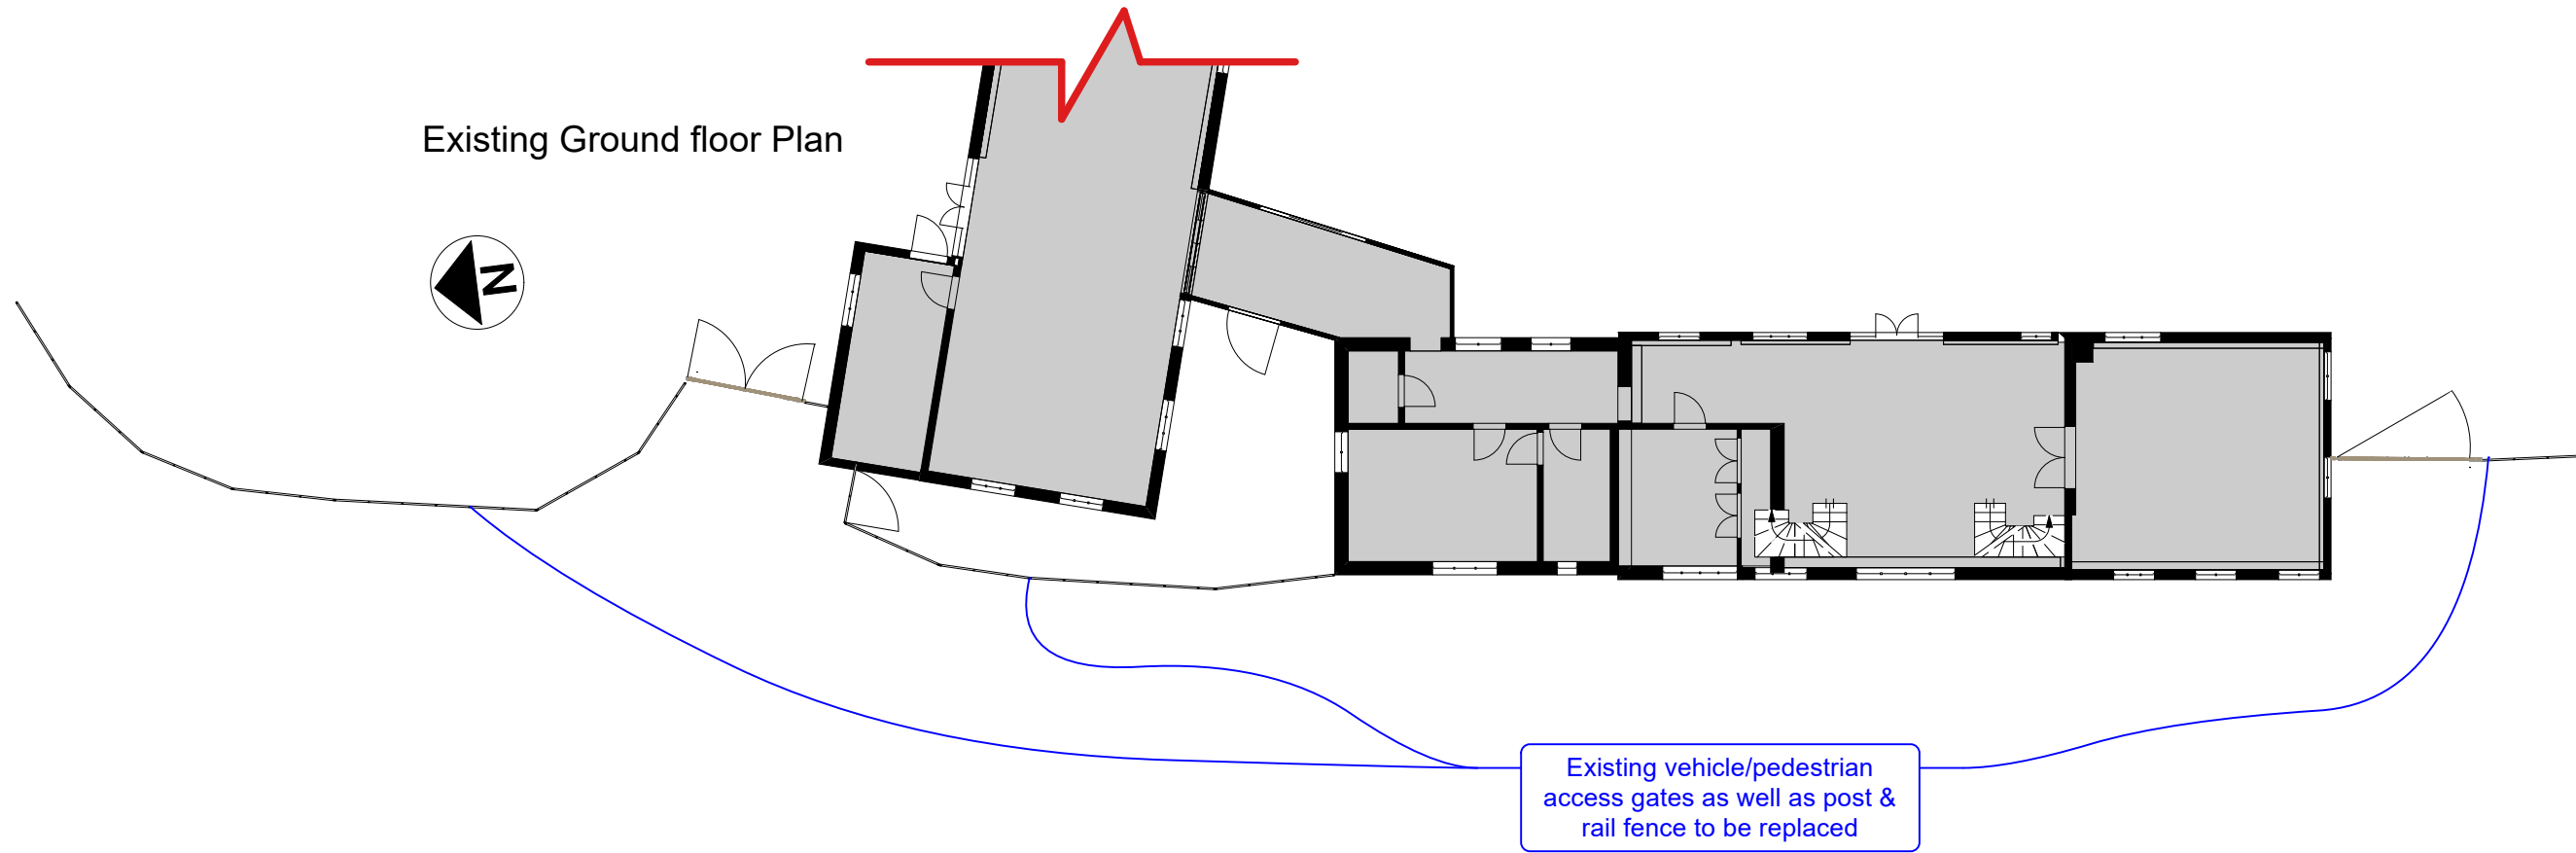 Existing Ground floor Plan
N
Existing vehicle/pedestrian
access gates as well as post &
rail fence to be replaced